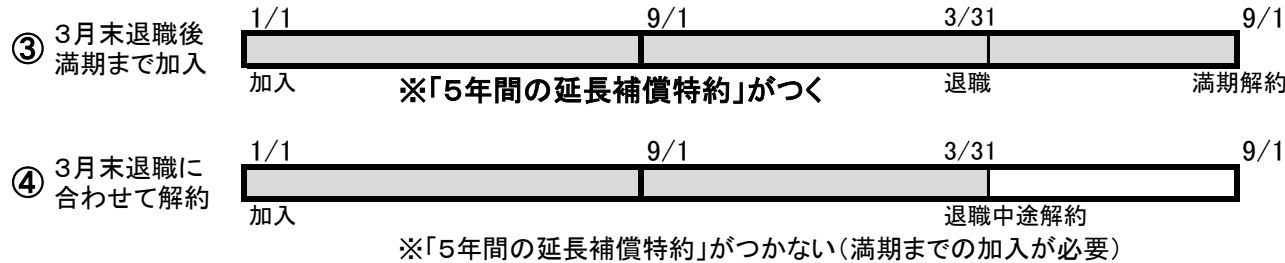 1/1 9/1 3/31 9/1
③ 3月末退職後
満期まで加入
加入 退職 満期解約
※「5年間の延長補償特約」がつく
1/1 9/1 3/31 9/1
④ 3月末退職に
合わせて解約
加入 退職中途解約
※「5年間の延長補償特約」がつかない(満期までの加入が必要)